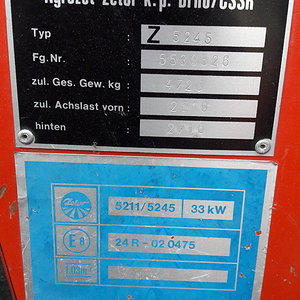 Agrozet Zetor k.p. Brno/CSSR
Typ Z 5245
Fg.Nr.
zul. Ges. Gew. kg 4720
zul. Achslast vorn
hinten
Zetor 5211/5245 33 kW
E8 24 R - 02 0475